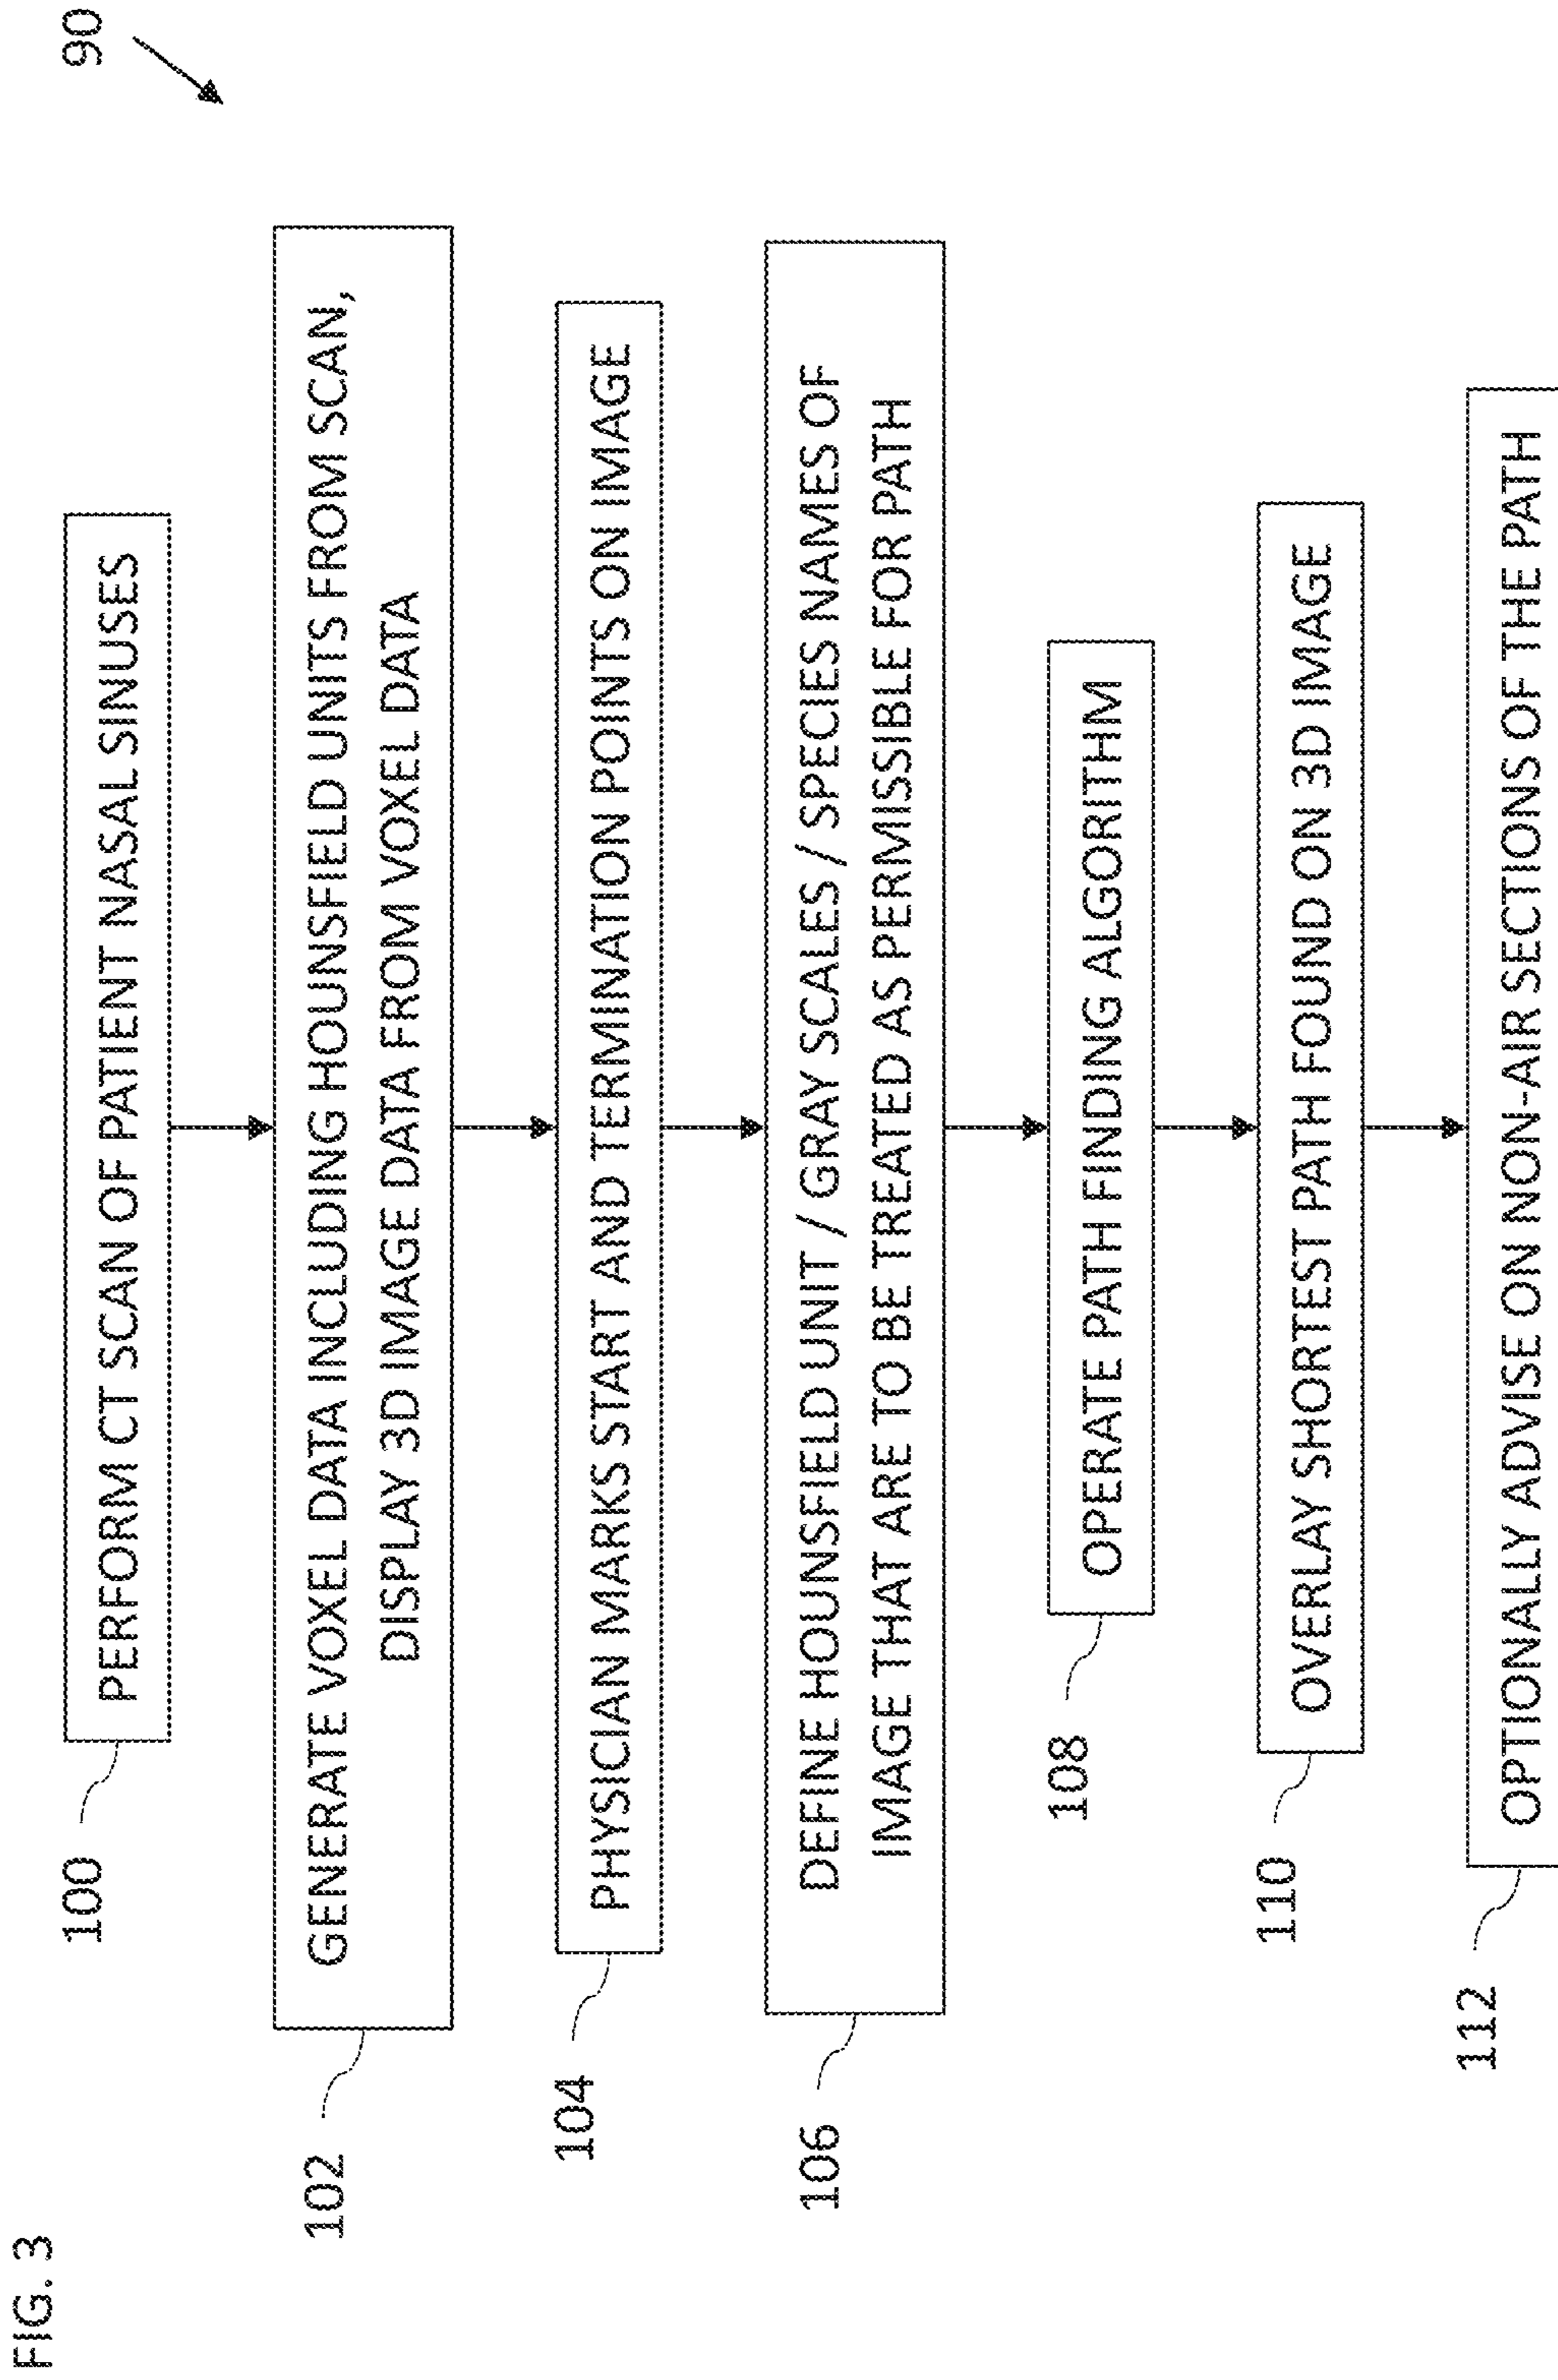 FIG. 3
90
100
PERFORM CT SCAN OF PATIENT NASAL SINUSES
102
GENERATE VOXEL DATA INCLUDING HOUNSFIELD UNITS FROM SCAN,
DISPLAY 3D IMAGE DATA FROM VOXEL DATA
104
PHYSICIAN MARKS START AND TERMINATION POINTS ON IMAGE
106
DEFINE HOUNSFIELD UNIT / GRAY SCALES / SPECIES NAMES OF
IMAGE THAT ARE TO BE TREATED AS PERMISSIBLE FOR PATH
108
OPERATE PATH FINDING ALGORITHM
110
OVERLAY SHORTEST PATH FOUND ON 3D IMAGE
112
OPTIONALLY ADVISE ON NON-AIR SECTIONS OF THE PATH